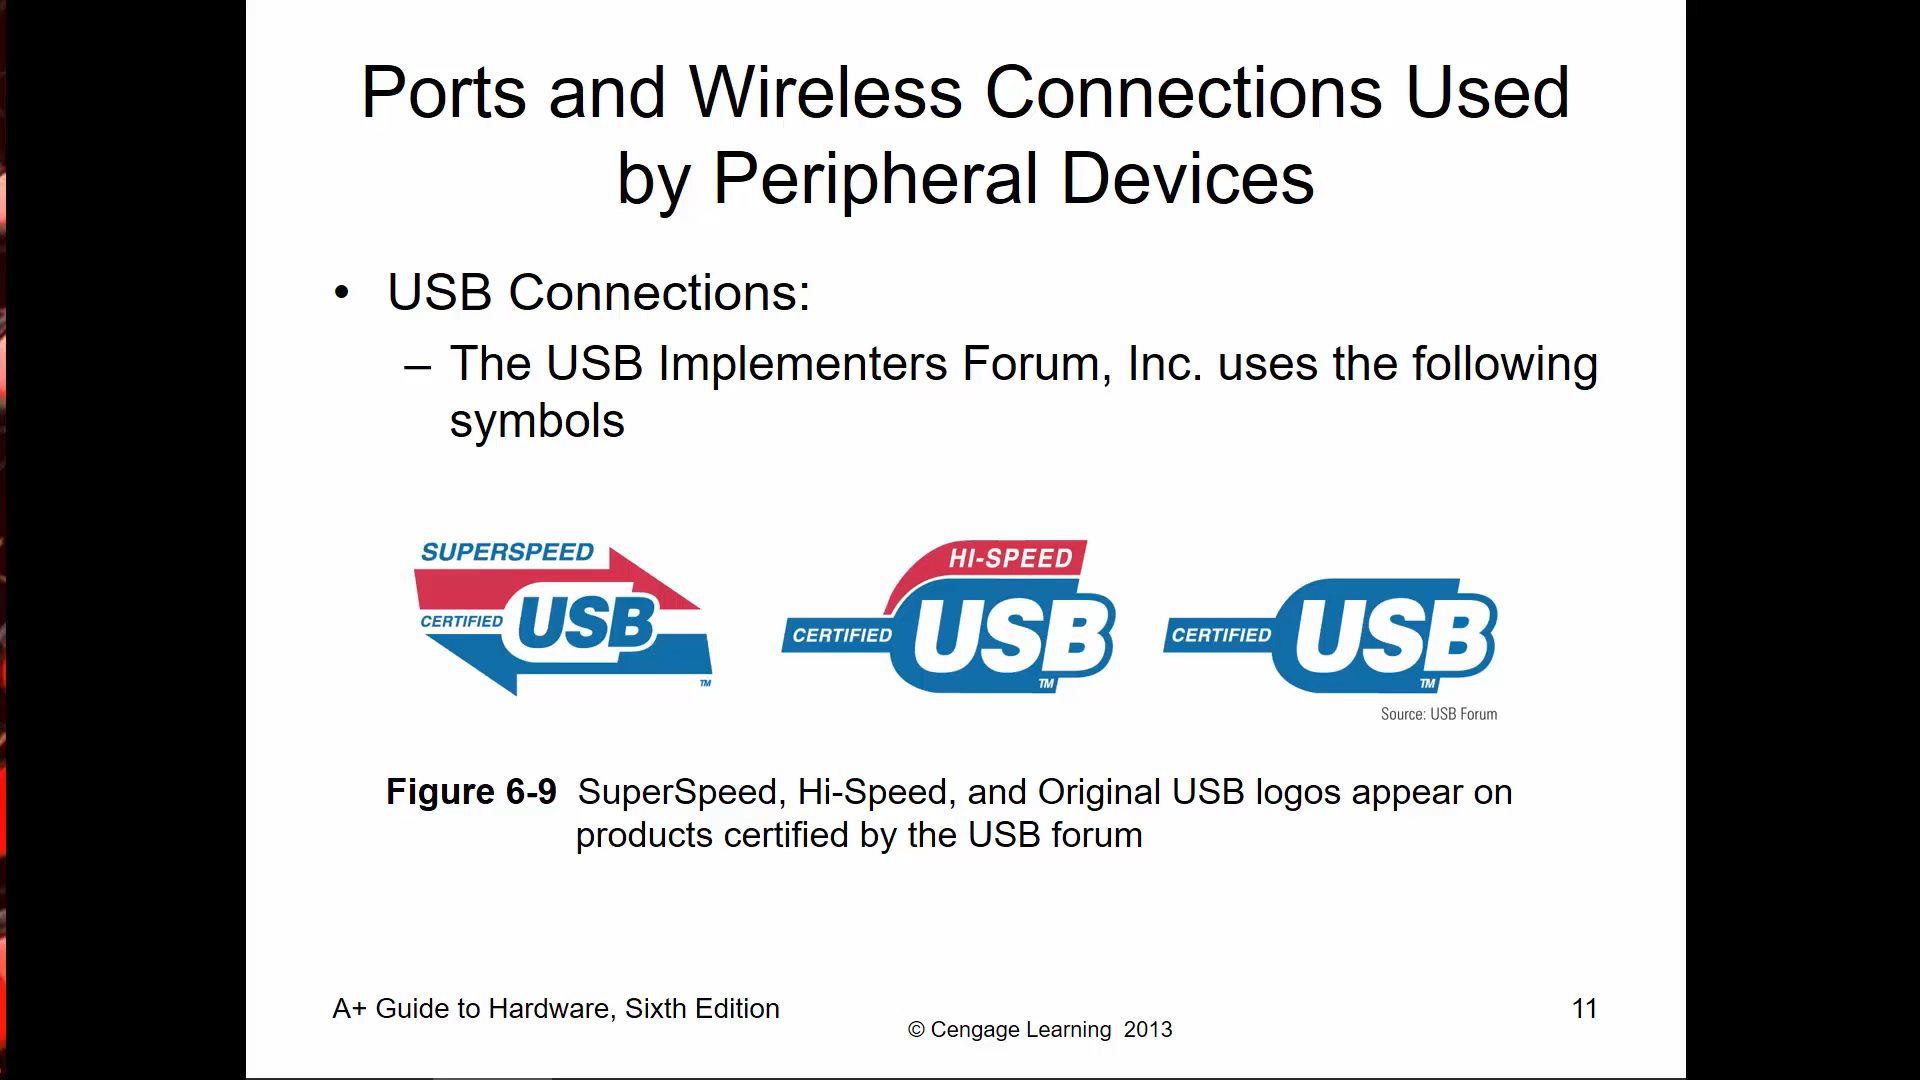 Ports and Wireless Connections Used
by Peripheral Devices
• USB Connections:
– The USB Implementers Forum, Inc. uses the following
symbols
SUPERSPEED
CERTIFIED USB
TM
HI-SPEED
CERTIFIED USB
TM
CERTIFIED USB
TM
Source: USB Forum
Figure 6-9 SuperSpeed, Hi-Speed, and Original USB logos appear on
products certified by the USB forum
A+ Guide to Hardware, Sixth Edition
© Cengage Learning 2013
11